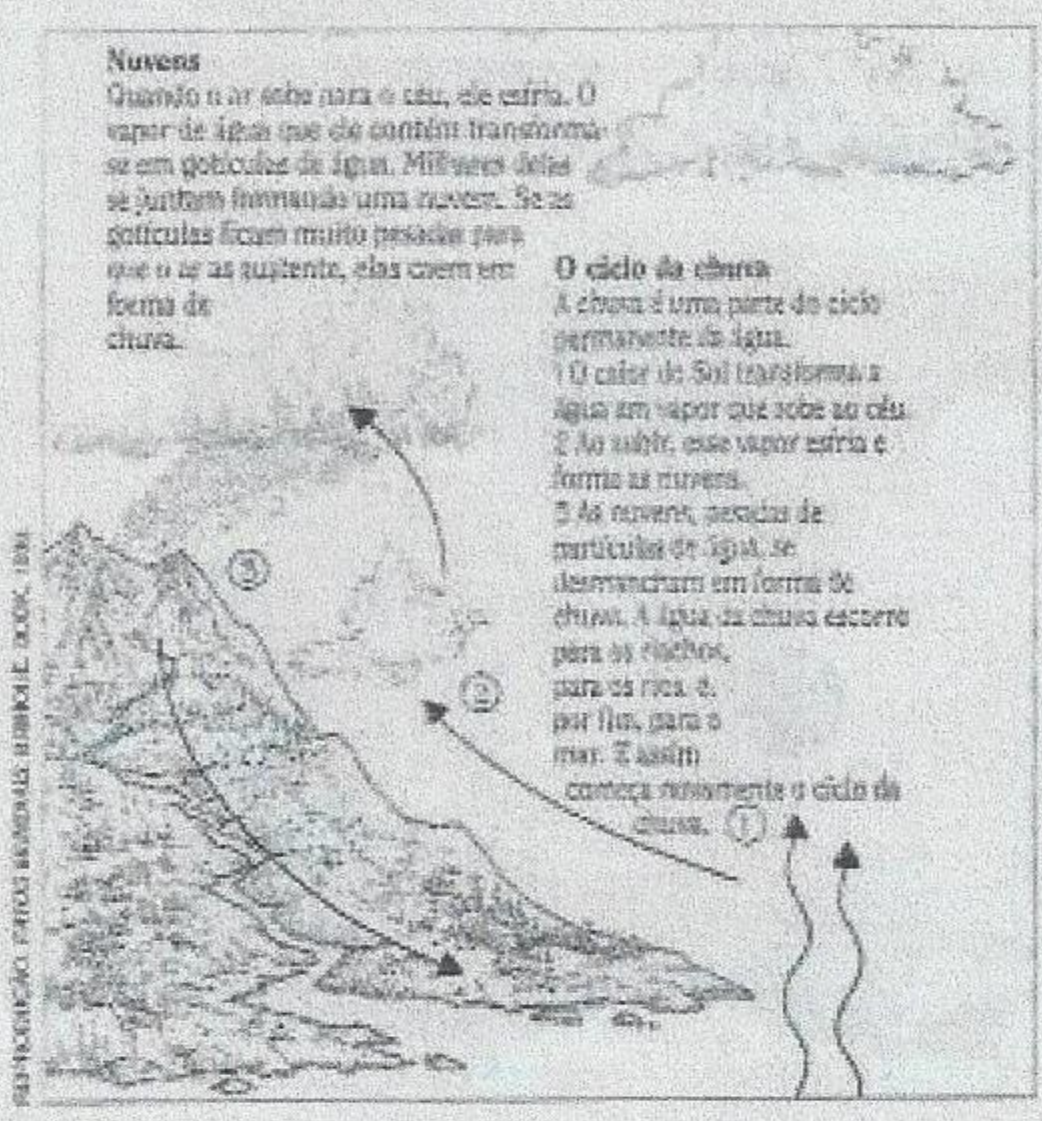 Nuvens
Quando o ar sobe para o céu, ele esfria. O
vapor de água que ele contém transforma-
se em gotículas de água. Milhares delas
se juntam formando uma nuvem. Se as
gotículas ficam muito pesadas para
que o ar as sustente, elas caem em
forma de
chuva.
O ciclo da chuva
A chuva é uma parte do ciclo
permanente da água.
1 O calor do Sol transforma a
água em vapor que sobe ao céu.
2 Ao subir, esse vapor esfria e
forma as nuvens.
3 As nuvens, pesadas de
partículas de água, se
desmancham em forma de
chuva. A água da chuva escorre
para os riachos,
para os rios, e,
por fim, para o
mar. E assim
começa novamente o ciclo da
chuva.
1
2
3
REPRODUÇÃO.